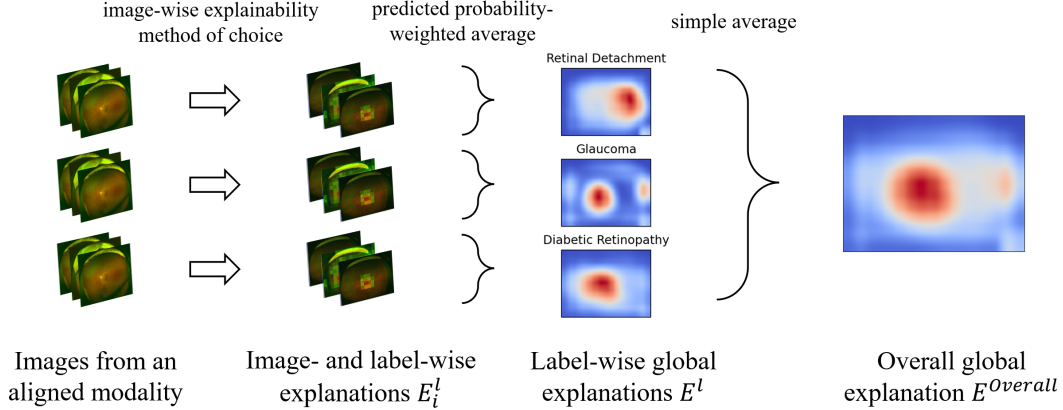 image-wise explainability
method of choice
predicted probability-
weighted average
simple average
Retinal Detachment
Glaucoma
Diabetic Retinopathy
Images from an
aligned modality
Image- and label-wise
explanations $E_i^l$
Label-wise global
explanations $E^l$
Overall global
explanation $E^{Overall}$